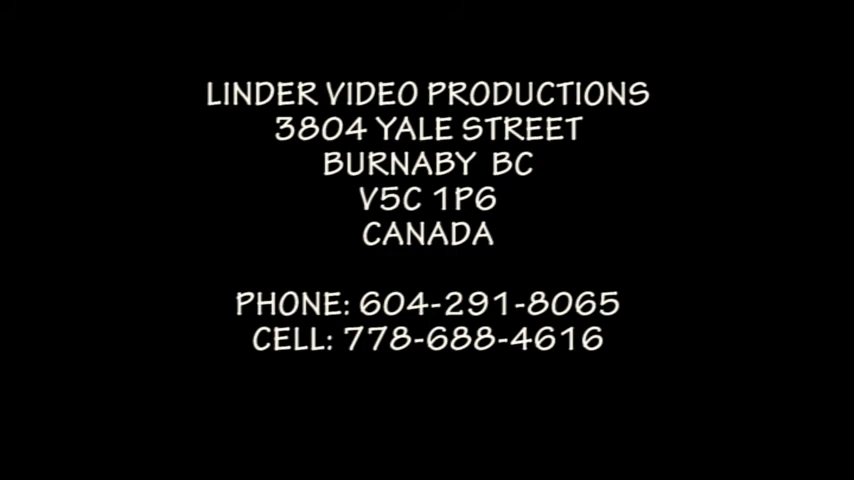 LINDER VIDEO PRODUCTIONS
3804 YALE STREET
BURNABY BC
V5C 1P6
CANADA
PHONE: 604-291-8065
CELL: 778-688-4616